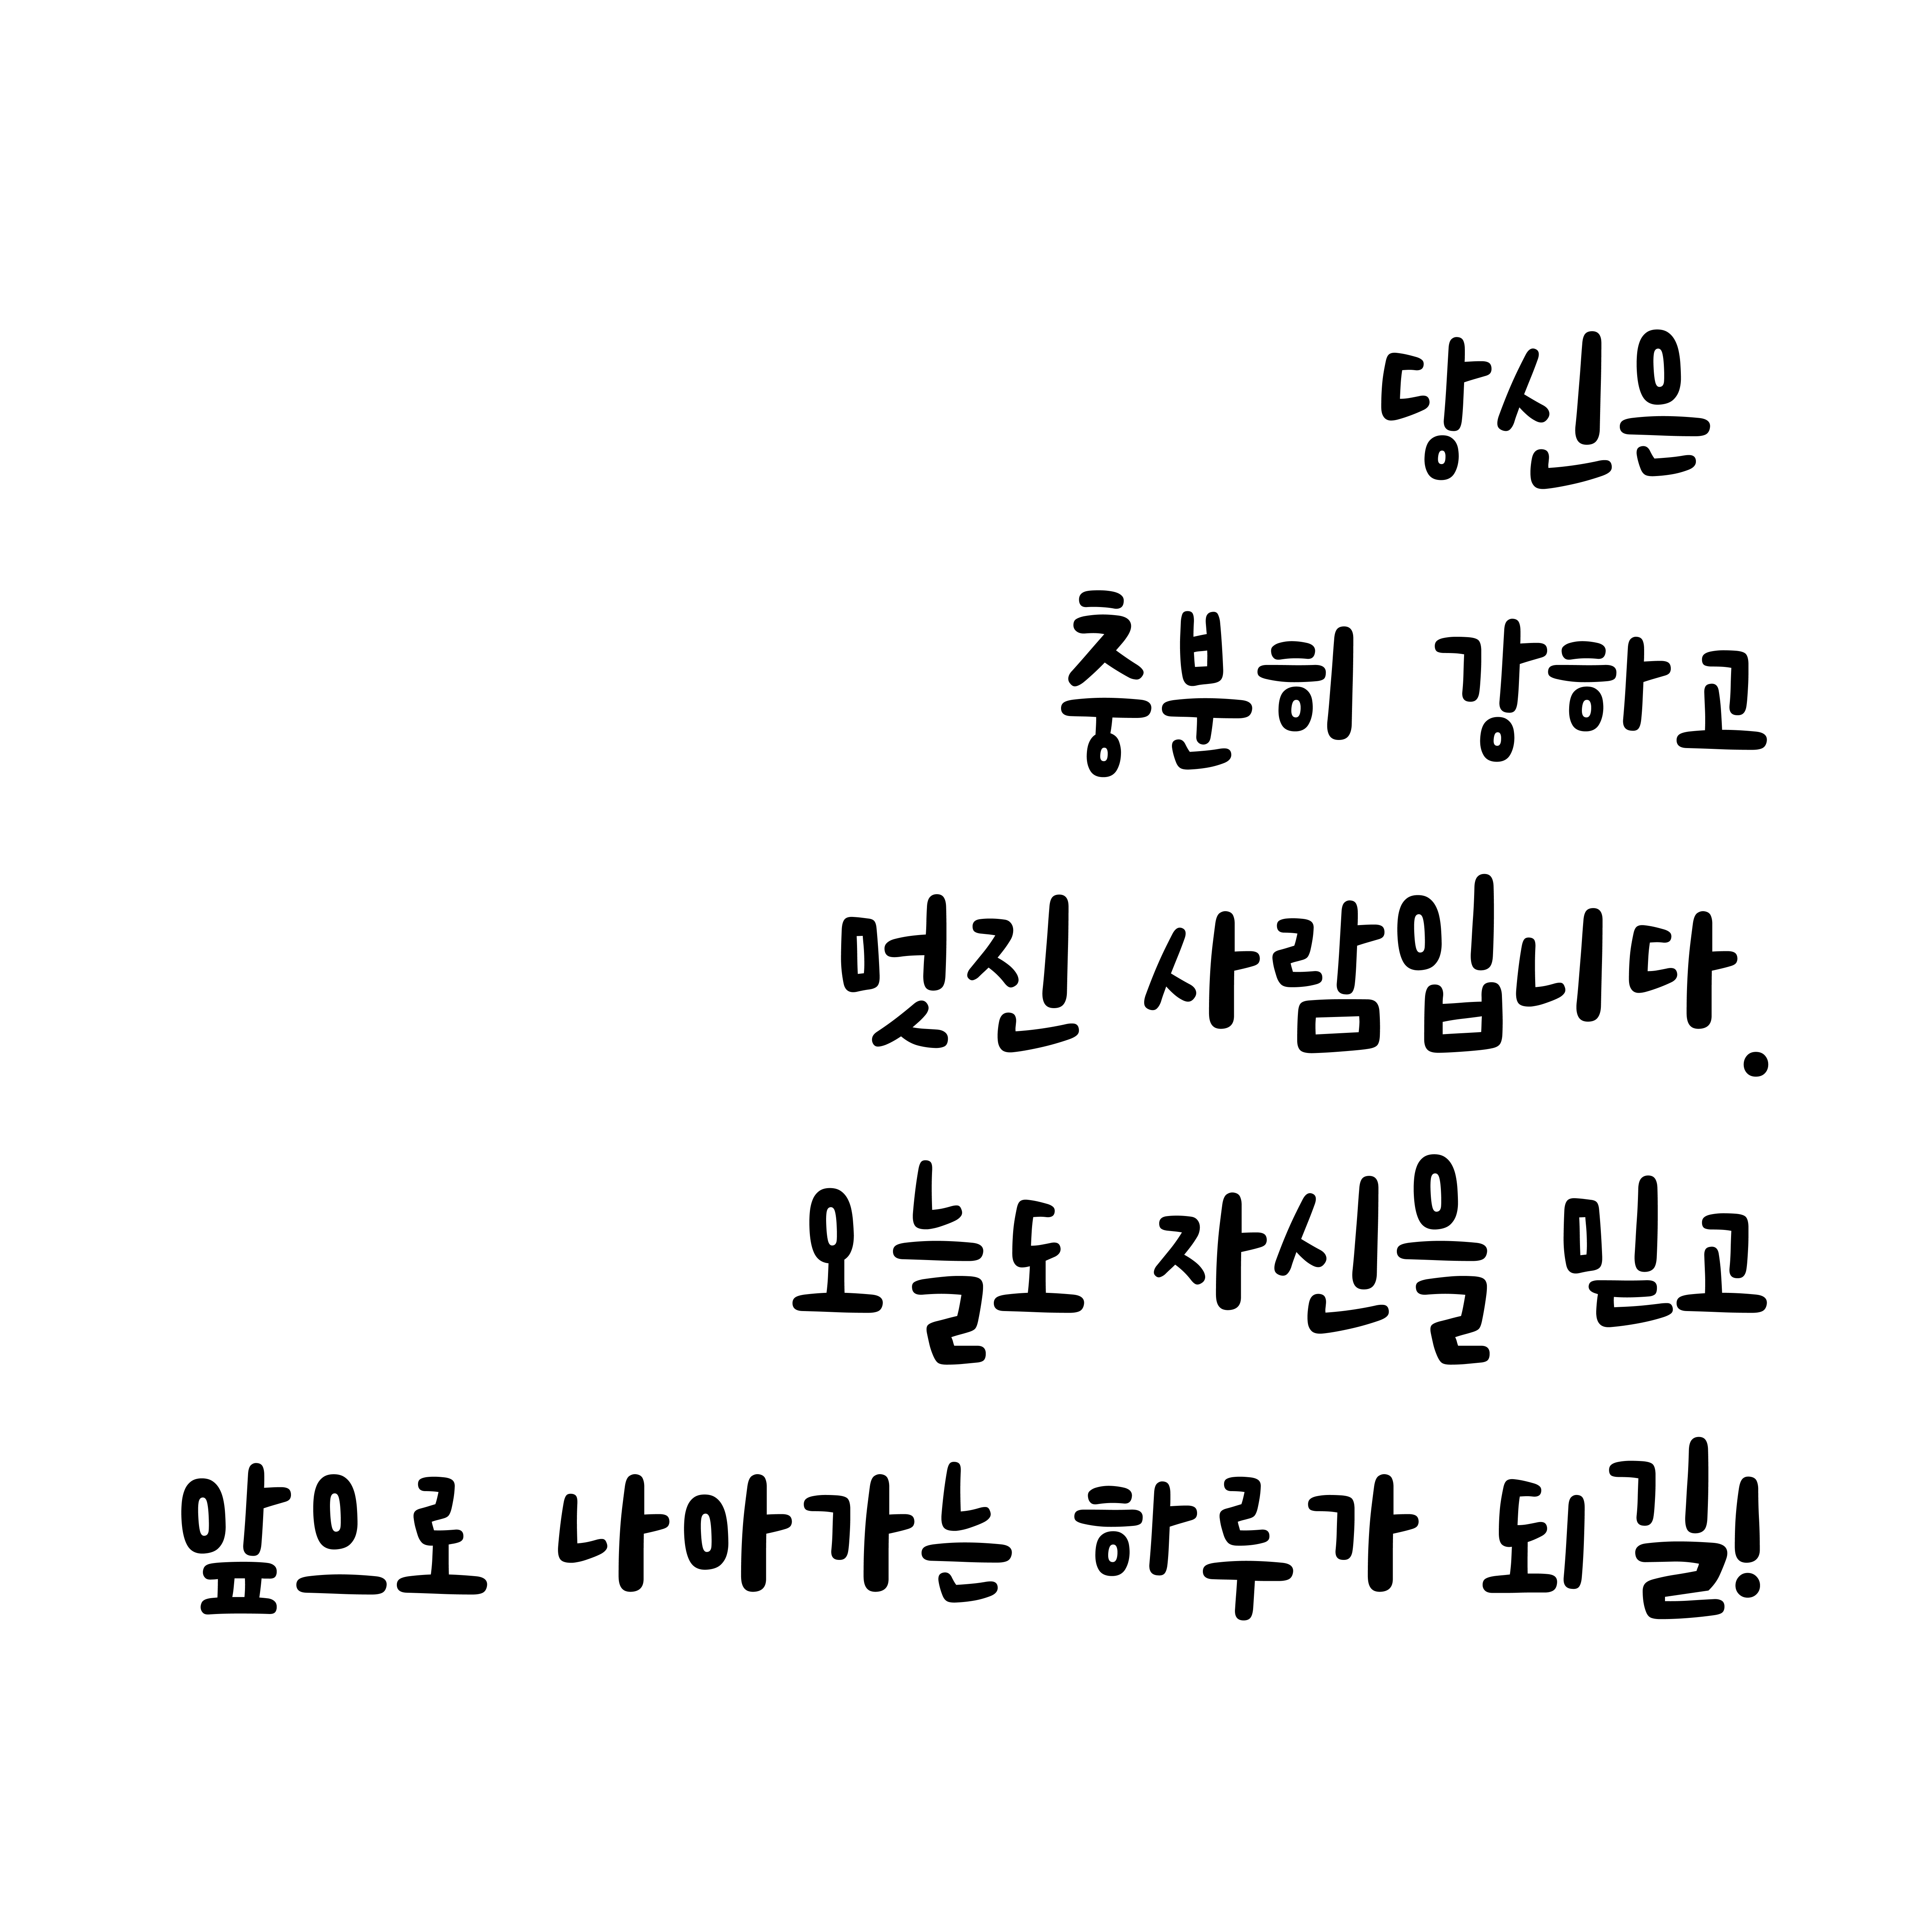 당신은
충분히 강하고
멋진 사람입니다.
오늘도 자신을 믿고
앞으로 나아가는 하루가 되길!